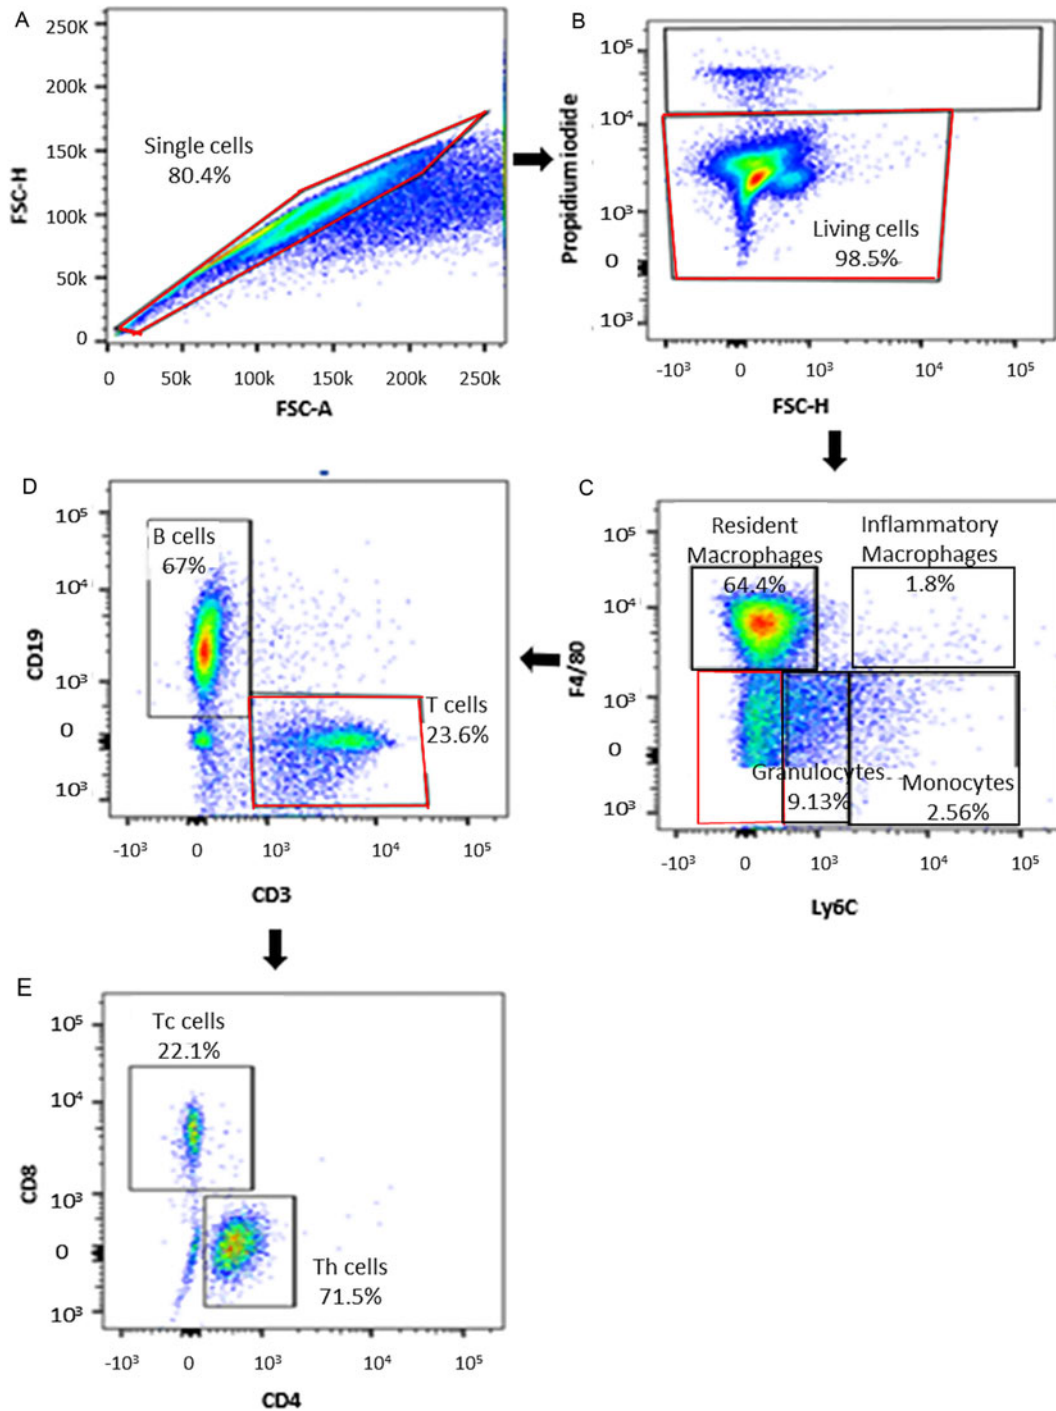 A
250K
200k
150k
100k
50k
0
FSC-H
Single cells
80.4%
0 50k 100k 150k 200k 250k
FSC-A
B
10⁵
10⁴
10³
0
10³
Propidiumiodide
Living cells
98.5%
-10³ 0 10³ 10⁴ 10⁵
FSC-H
D
10⁵
10⁴
10³
0
10³
CD19
B cells
67%
T cells
23.6%
-10³ 0 10³ 10⁴ 10⁵
CD3
C
10⁵
10⁴
10³
0
10³
F4/80
Resident
Macrophages
64.4%
Inflammatory
Macrophages
1.8%
Granulocytes
9.13%
Monocytes
2.56%
-10³ 0 10³ 10⁴ 10⁵
Ly6C
E
10⁵
10⁴
10³
0
10³
CD8
Tc cells
22.1%
Th cells
71.5%
-10³ 0 10³ 10⁴ 10⁵
CD4